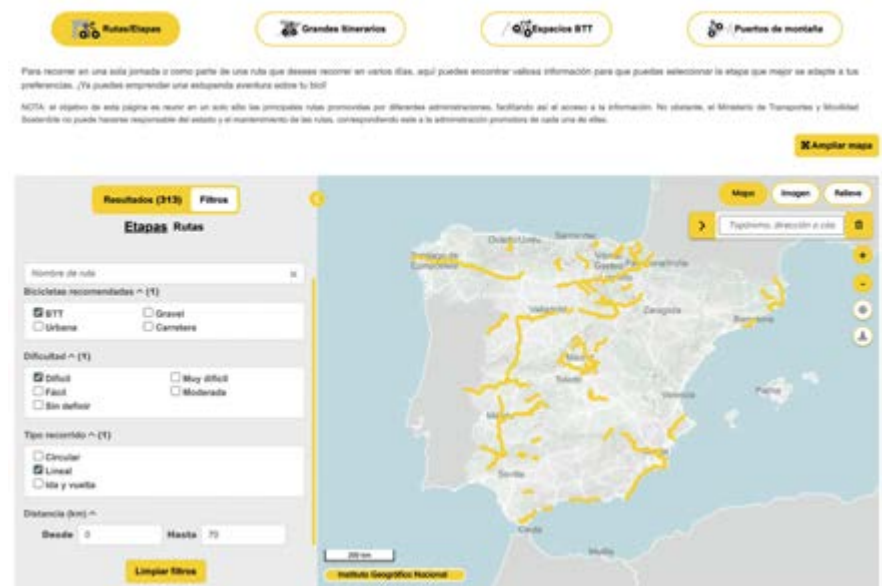 Rutas/Etapas
Grandes Itinerarios
Espacios BTT
Puertos de montaña
Para recorrer en una sola jornada o como parte de una ruta que desees recorrer en varios días, aquí puedes encontrar valiosa información para que puedas seleccionar la etapa que mejor se adapte a tus
preferencias. ¡Ya puedes emprender una estupenda aventura sobre tu bici!
NOTA: el objetivo de esta página es reunir en un solo sitio las principales rutas promovidas por diferentes administraciones, facilitando así el acceso a la información. No obstante, el Ministerio de Transportes y Movilidad
Sostenible no puede hacerse responsable del estado y el mantenimiento de las rutas, correspondiendo este a la administración promotora de cada una de ellas.
Ampliar mapa
Resultados (313) Filtros
Etapas Rutas
Nombre de ruta
Bicicletas recomendadas (1)
BTT Gravel
Urbana Carretera
Dificultad (1)
Difícil Muy difícil
Fácil Moderada
Sin definir
Tipo recorrido (1)
Circular
Lineal
Ida y vuelta
Distancia (km)
Desde 0 Hasta 70
Limpiar filtros
Mapa Imagen Relieve
Topónimo, dirección o
Santander
Santiago de
Compostela
Valladolid
Zaragoza
Barcelona
Madrid
Toledo
Valencia
Palma
Sevilla
Ceuta
Melilla
200 km
Instituto Geográfico Nacional